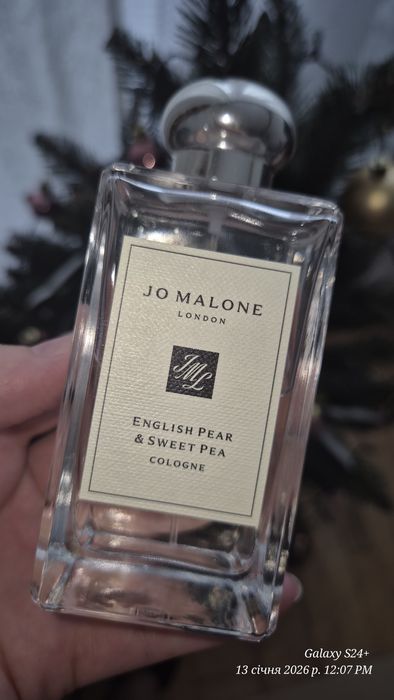 JO MALONE
LONDON
JML
ENGLISH PEAR
& SWEET PEA
COLOGNE
Galaxy S24+
13 січня 2026 р. 12:07 PM